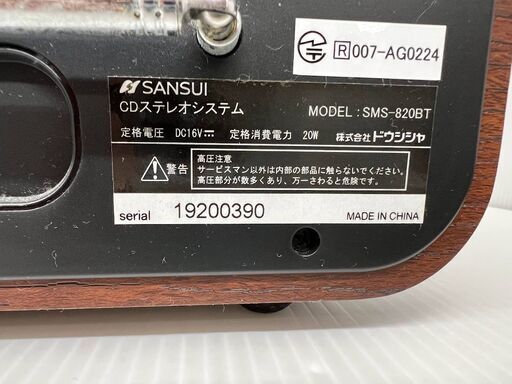 R 007-AG0224
SANSUI
CDステレオシステム
MODEL : SMS-820BT
定格電圧 DC16V⎓ 定格消費電力 20W 株式会社ドウシシャ
警告
高圧注意
サービスマン以外は内部の部品に触らないでください。
高圧部分が数多くあり、万一さわると危険です。
serial 19200390
MADE IN CHINA